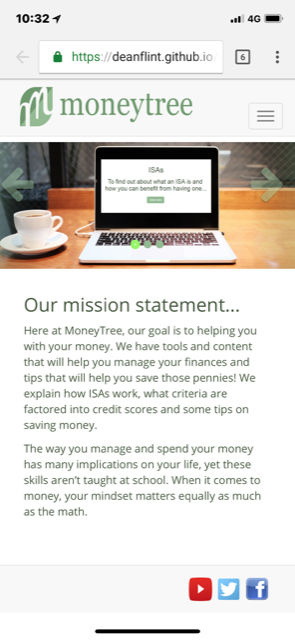 10:32
4G
https://deanflint.github.io
6
moneytree
ISAs
To find out about what an ISA is and
how you can benefit from having one...
Our mission statement...
Here at MoneyTree, our goal is to helping you
with your money. We have tools and content
that will help you manage your finances and
tips that will help you save those pennies! We
explain how ISAs work, what criteria are
factored into credit scores and some tips on
saving money.
The way you manage and spend your money
has many implications on your life, yet these
skills aren't taught at school. When it comes to
money, your mindset matters equally as much
as the math.